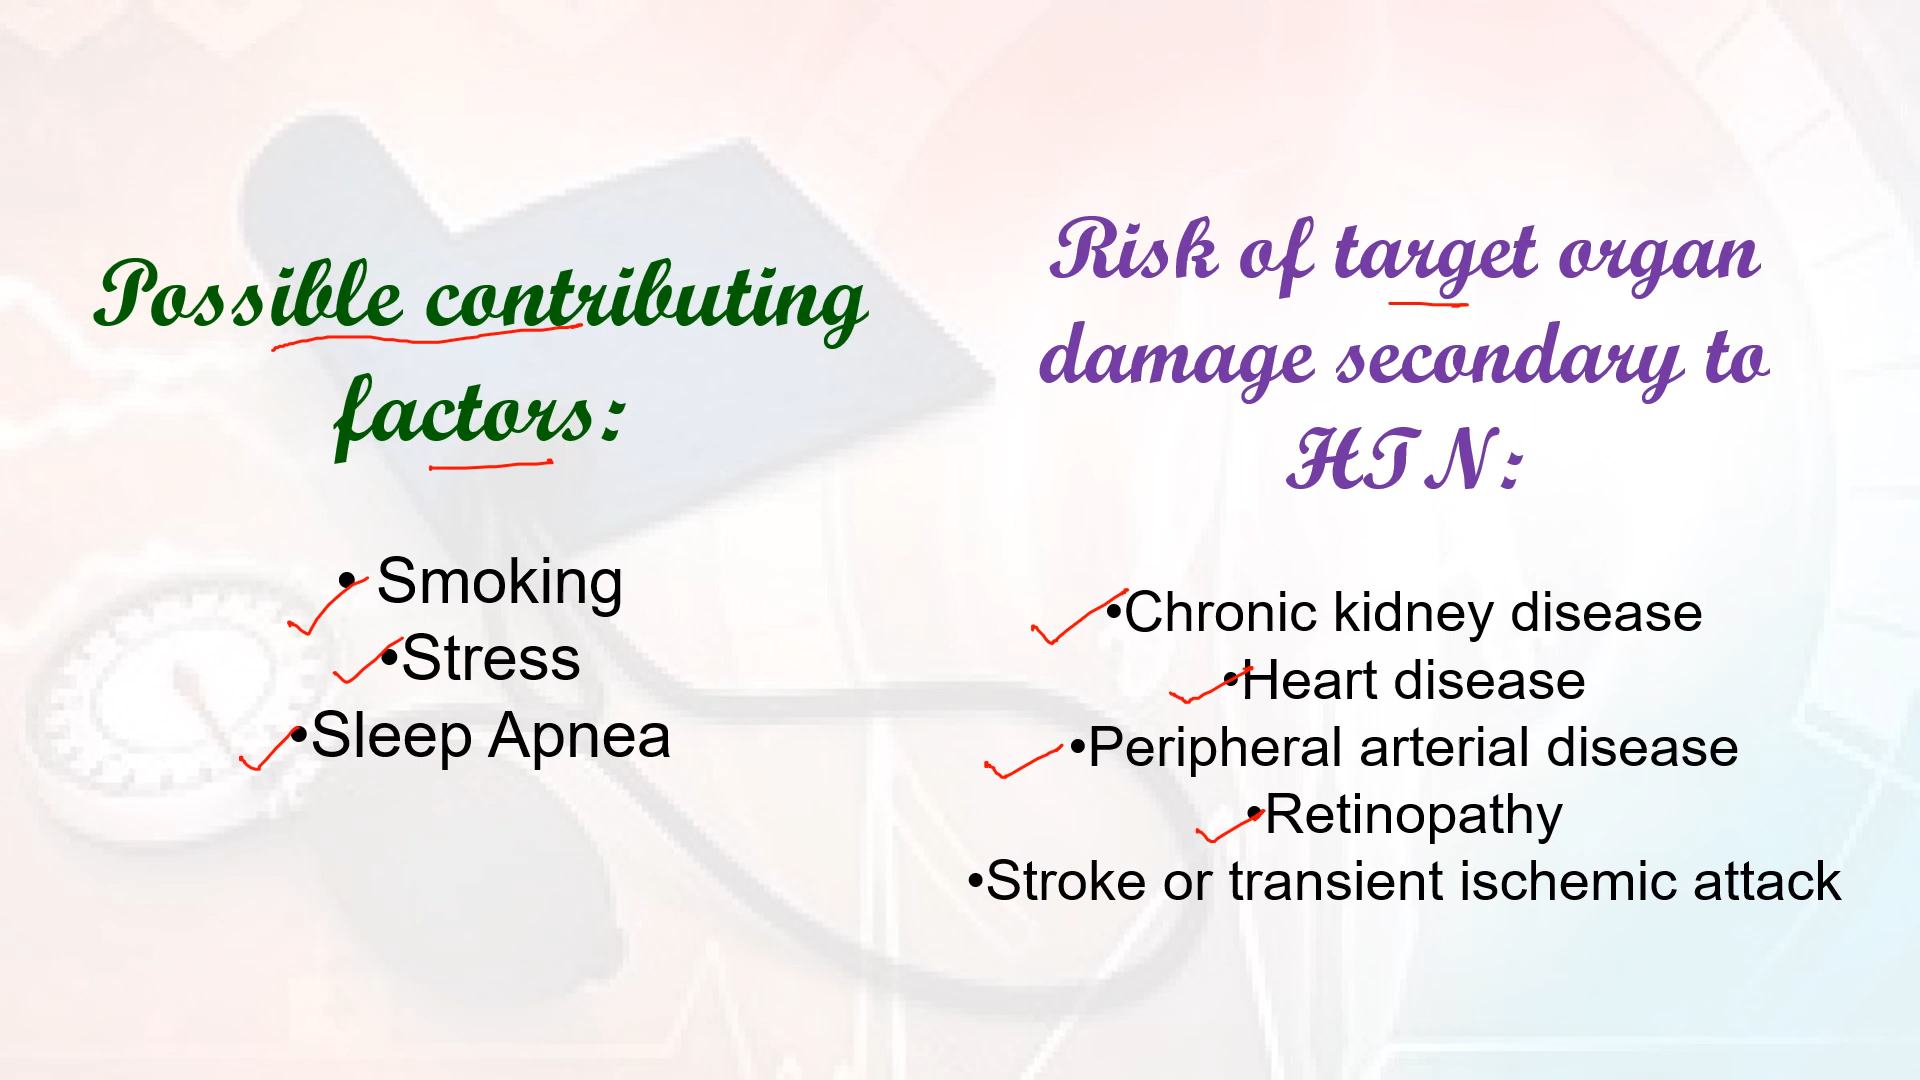 Possible contributing
factors:
• Smoking
•Stress
•Sleep Apnea
Risk of target organ
damage secondary to
HTN:
•Chronic kidney disease
•Heart disease
•Peripheral arterial disease
•Retinopathy
•Stroke or transient ischemic attack